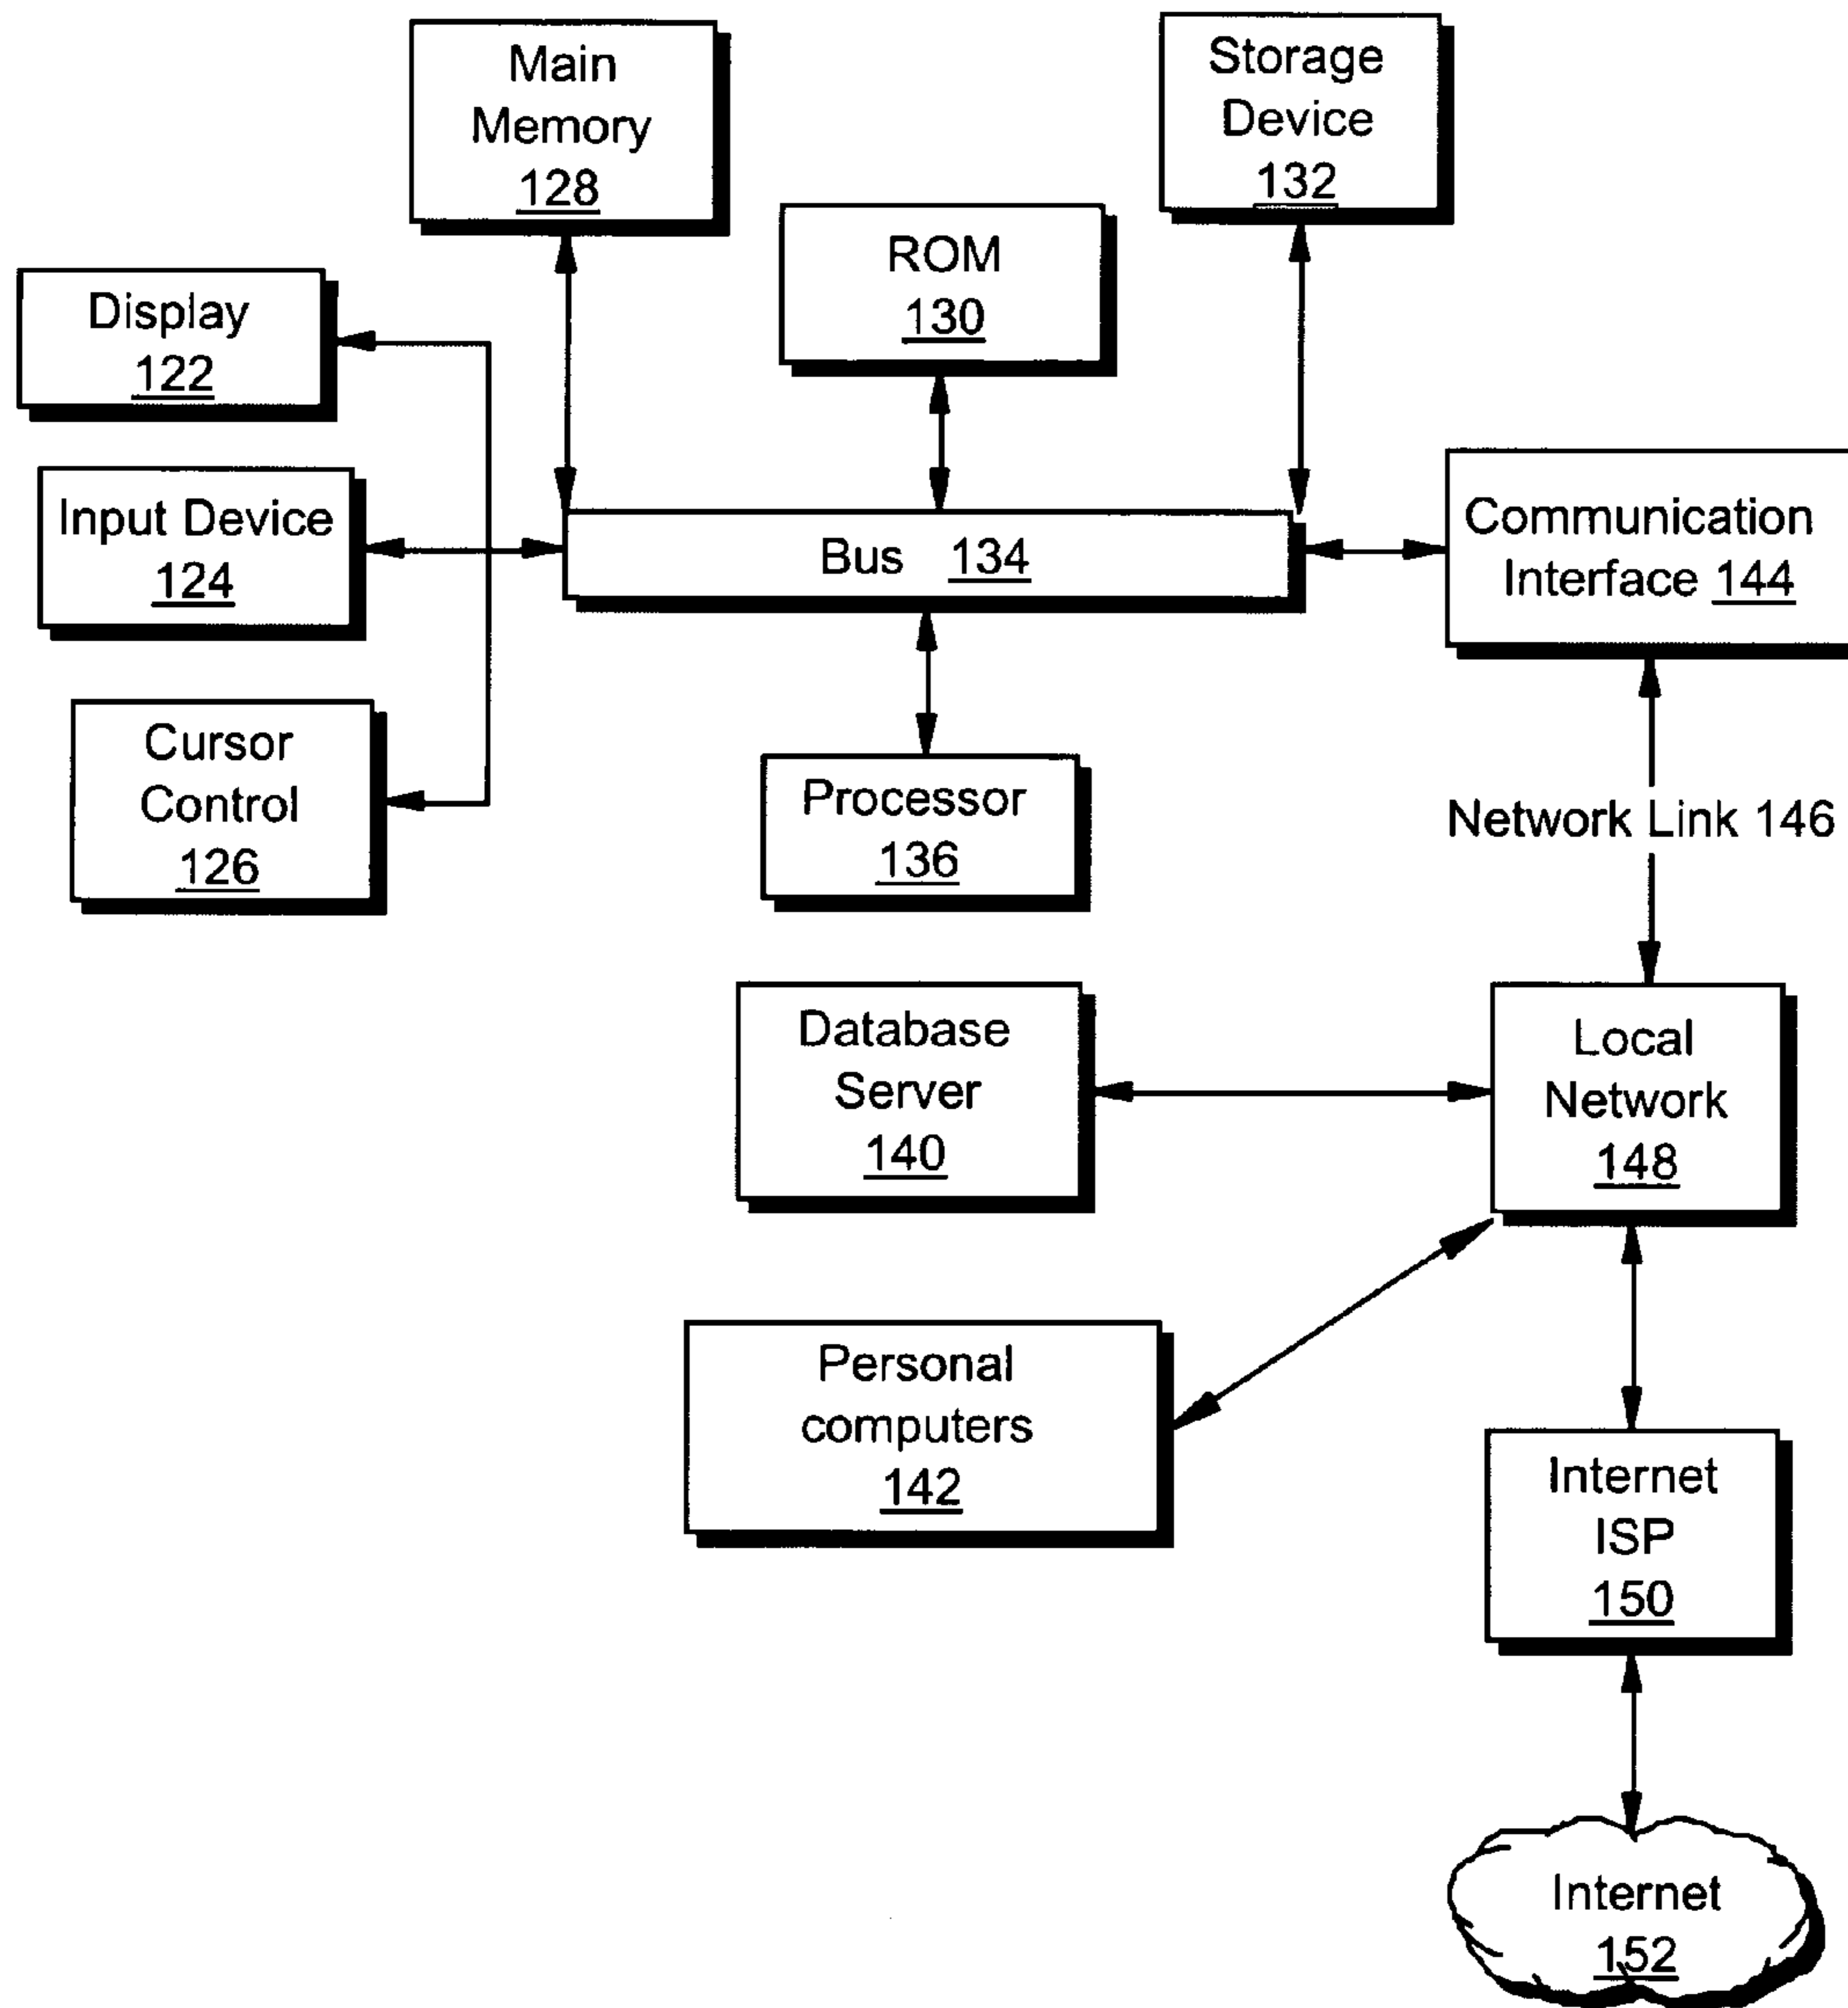 Main
Memory
128
Storage
Device
132
ROM
130
Display
122
Input Device
124
Bus 134
Communication
Interface 144
Cursor
Control
126
Processor
136
Network Link 146
Database
Server
140
Local
Network
148
Personal
computers
142
Internet
ISP
150
Internet
152